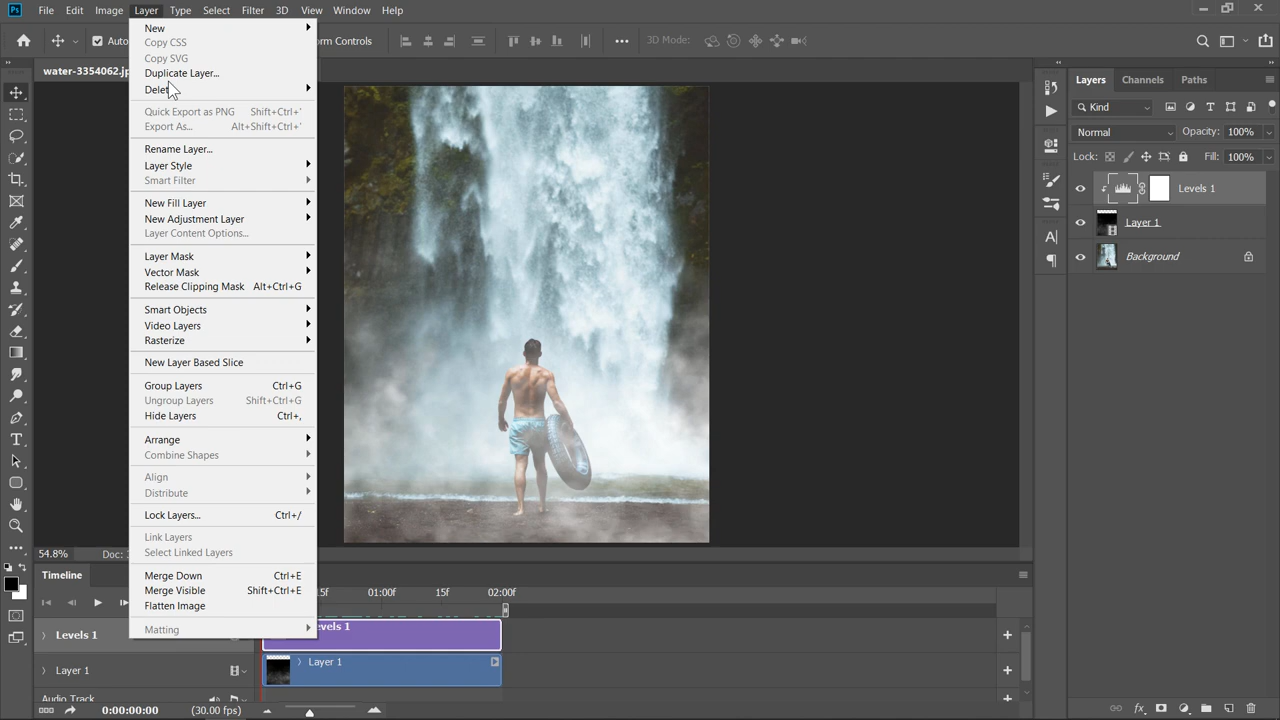 Ps File Edit Image Layer Type Select Filter 3D View Window Help
Auto
rm Controls
3D Mode:
water-3354062.jp
New
Copy CSS
Copy SVG
Duplicate Layer...
Delet
Quick Export as PNG Shift+Ctrl+'
Export As... Alt+Shift+Ctrl+'
Rename Layer...
Layer Style
Smart Filter
New Fill Layer
New Adjustment Layer
Layer Content Options...
Layer Mask
Vector Mask
Release Clipping Mask Alt+Ctrl+G
Smart Objects
Video Layers
Rasterize
New Layer Based Slice
Group Layers Ctrl+G
Ungroup Layers Shift+Ctrl+G
Hide Layers Ctrl+,
Arrange
Combine Shapes
Align
Distribute
Lock Layers... Ctrl+/
Link Layers
Select Linked Layers
Merge Down Ctrl+E
Merge Visible Shift+Ctrl+E
Flatten Image
Matting
Layers Channels Paths
Kind
Normal Opacity: 100%
Lock: Fill: 100%
Levels 1
Layer 1
Background
54.8% Doc:
Timeline
15f 01:00f 15f 02:00f
Levels 1
evels 1
Layer 1
Layer 1
Audio Track
0:00:00:00 (30.00 fps)